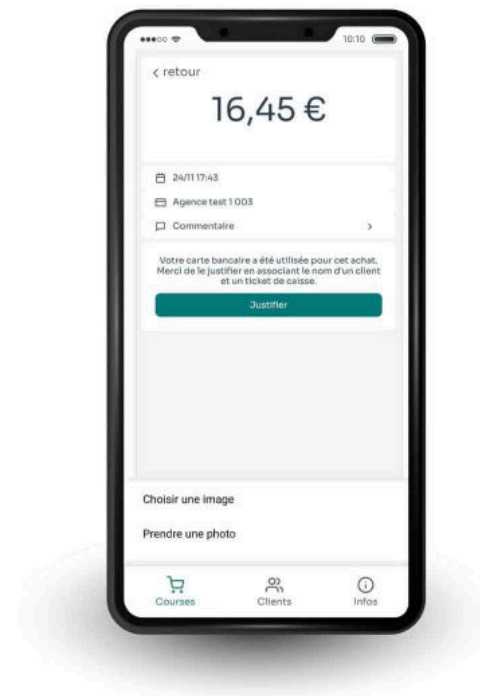 10:10
< retour
16,45 €
24/11 17:43
Agence test 1 003
Commentaire >
Votre carte bancaire a été utilisée pour cet achat.
Merci de le justifier en associant le nom d'un client
et un ticket de caisse.
Justifier
Choisir une image
Prendre une photo
Courses Clients Infos